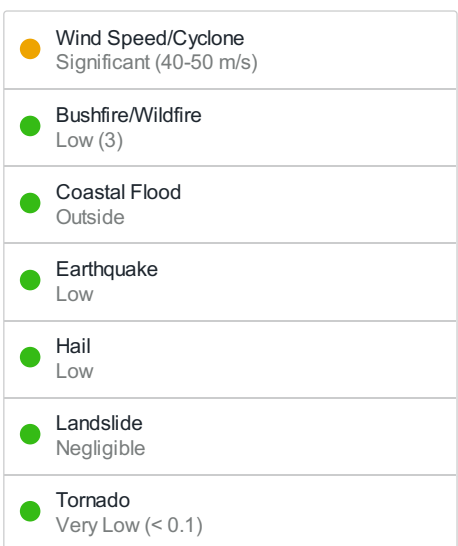 Wind Speed/Cyclone
Significant (40-50 m/s)
Bushfire/Wildfire
Low (3)
Coastal Flood
Outside
Earthquake
Low
Hail
Low
Landslide
Negligible
Tornado
Very Low (< 0.1)